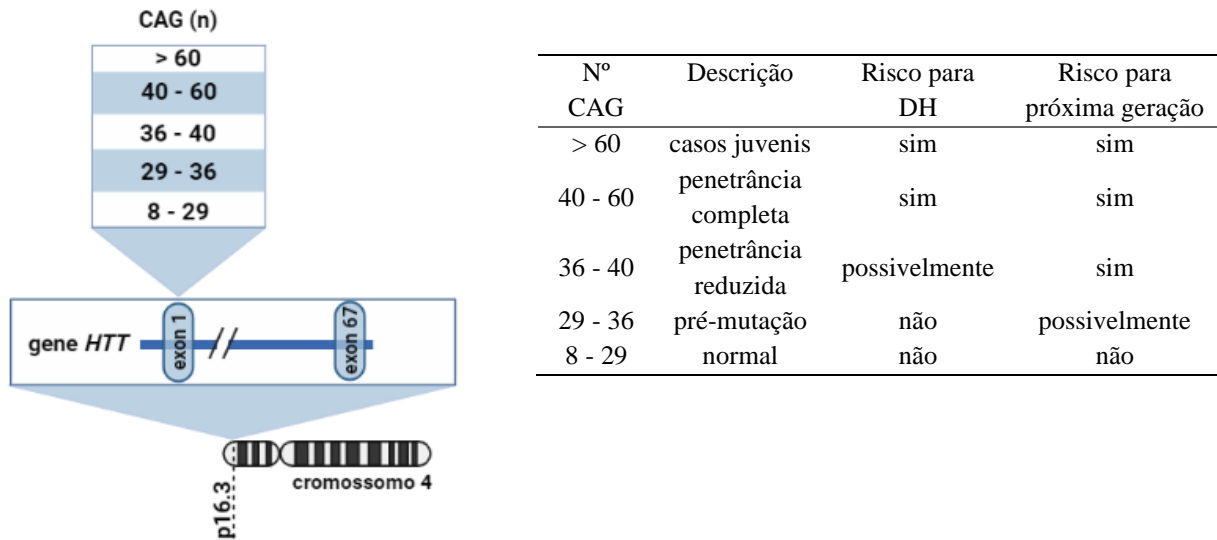 CAG (n)
> 60
40 - 60
36 - 40
29 - 36
8 - 29
gene HTT
exon 1
//
exon 67
p16.3
cromossomo 4
Nº CAG Descrição Risco para DH Risco para próxima geração
> 60 casos juvenis sim sim
40 - 60 penetrância completa sim sim
36 - 40 penetrância reduzida possivelmente sim
29 - 36 pré-mutação não possivelmente
8 - 29 normal não não